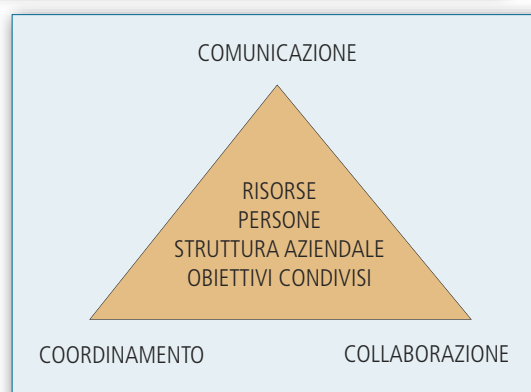 COMUNICAZIONE
RISORSE
PERSONE
STRUTTURA AZIENDALE
OBIETTIVI CONDIVISI
COORDINAMENTO
COLLABORAZIONE